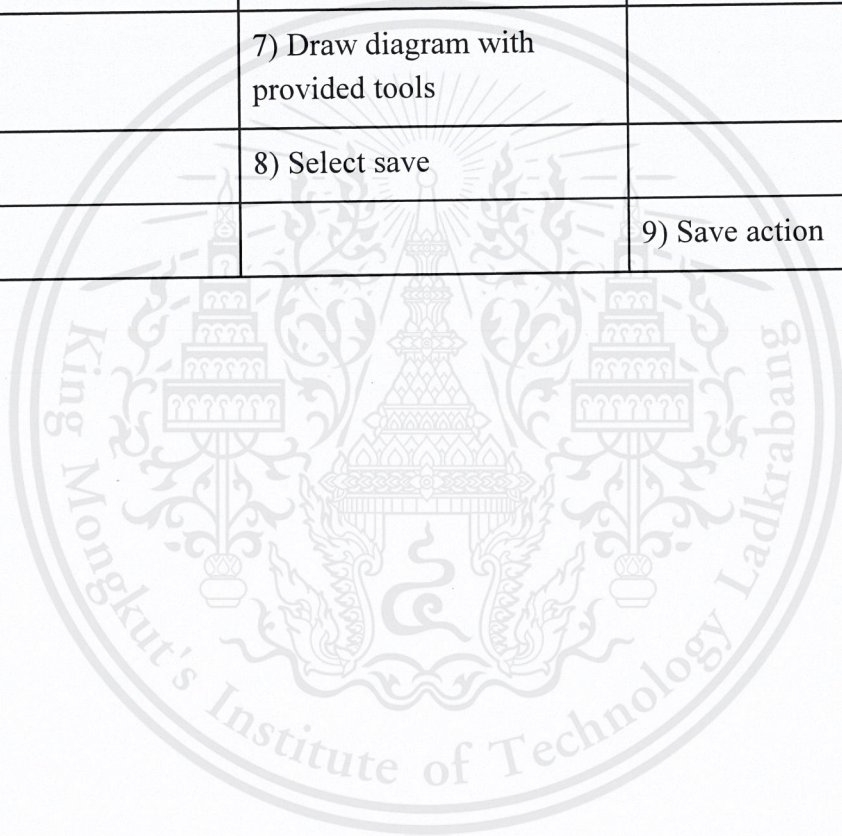 7) Draw diagram with
provided tools
8) Select save
9) Save action
King Mongkut's Institute of Technology Ladkrabang